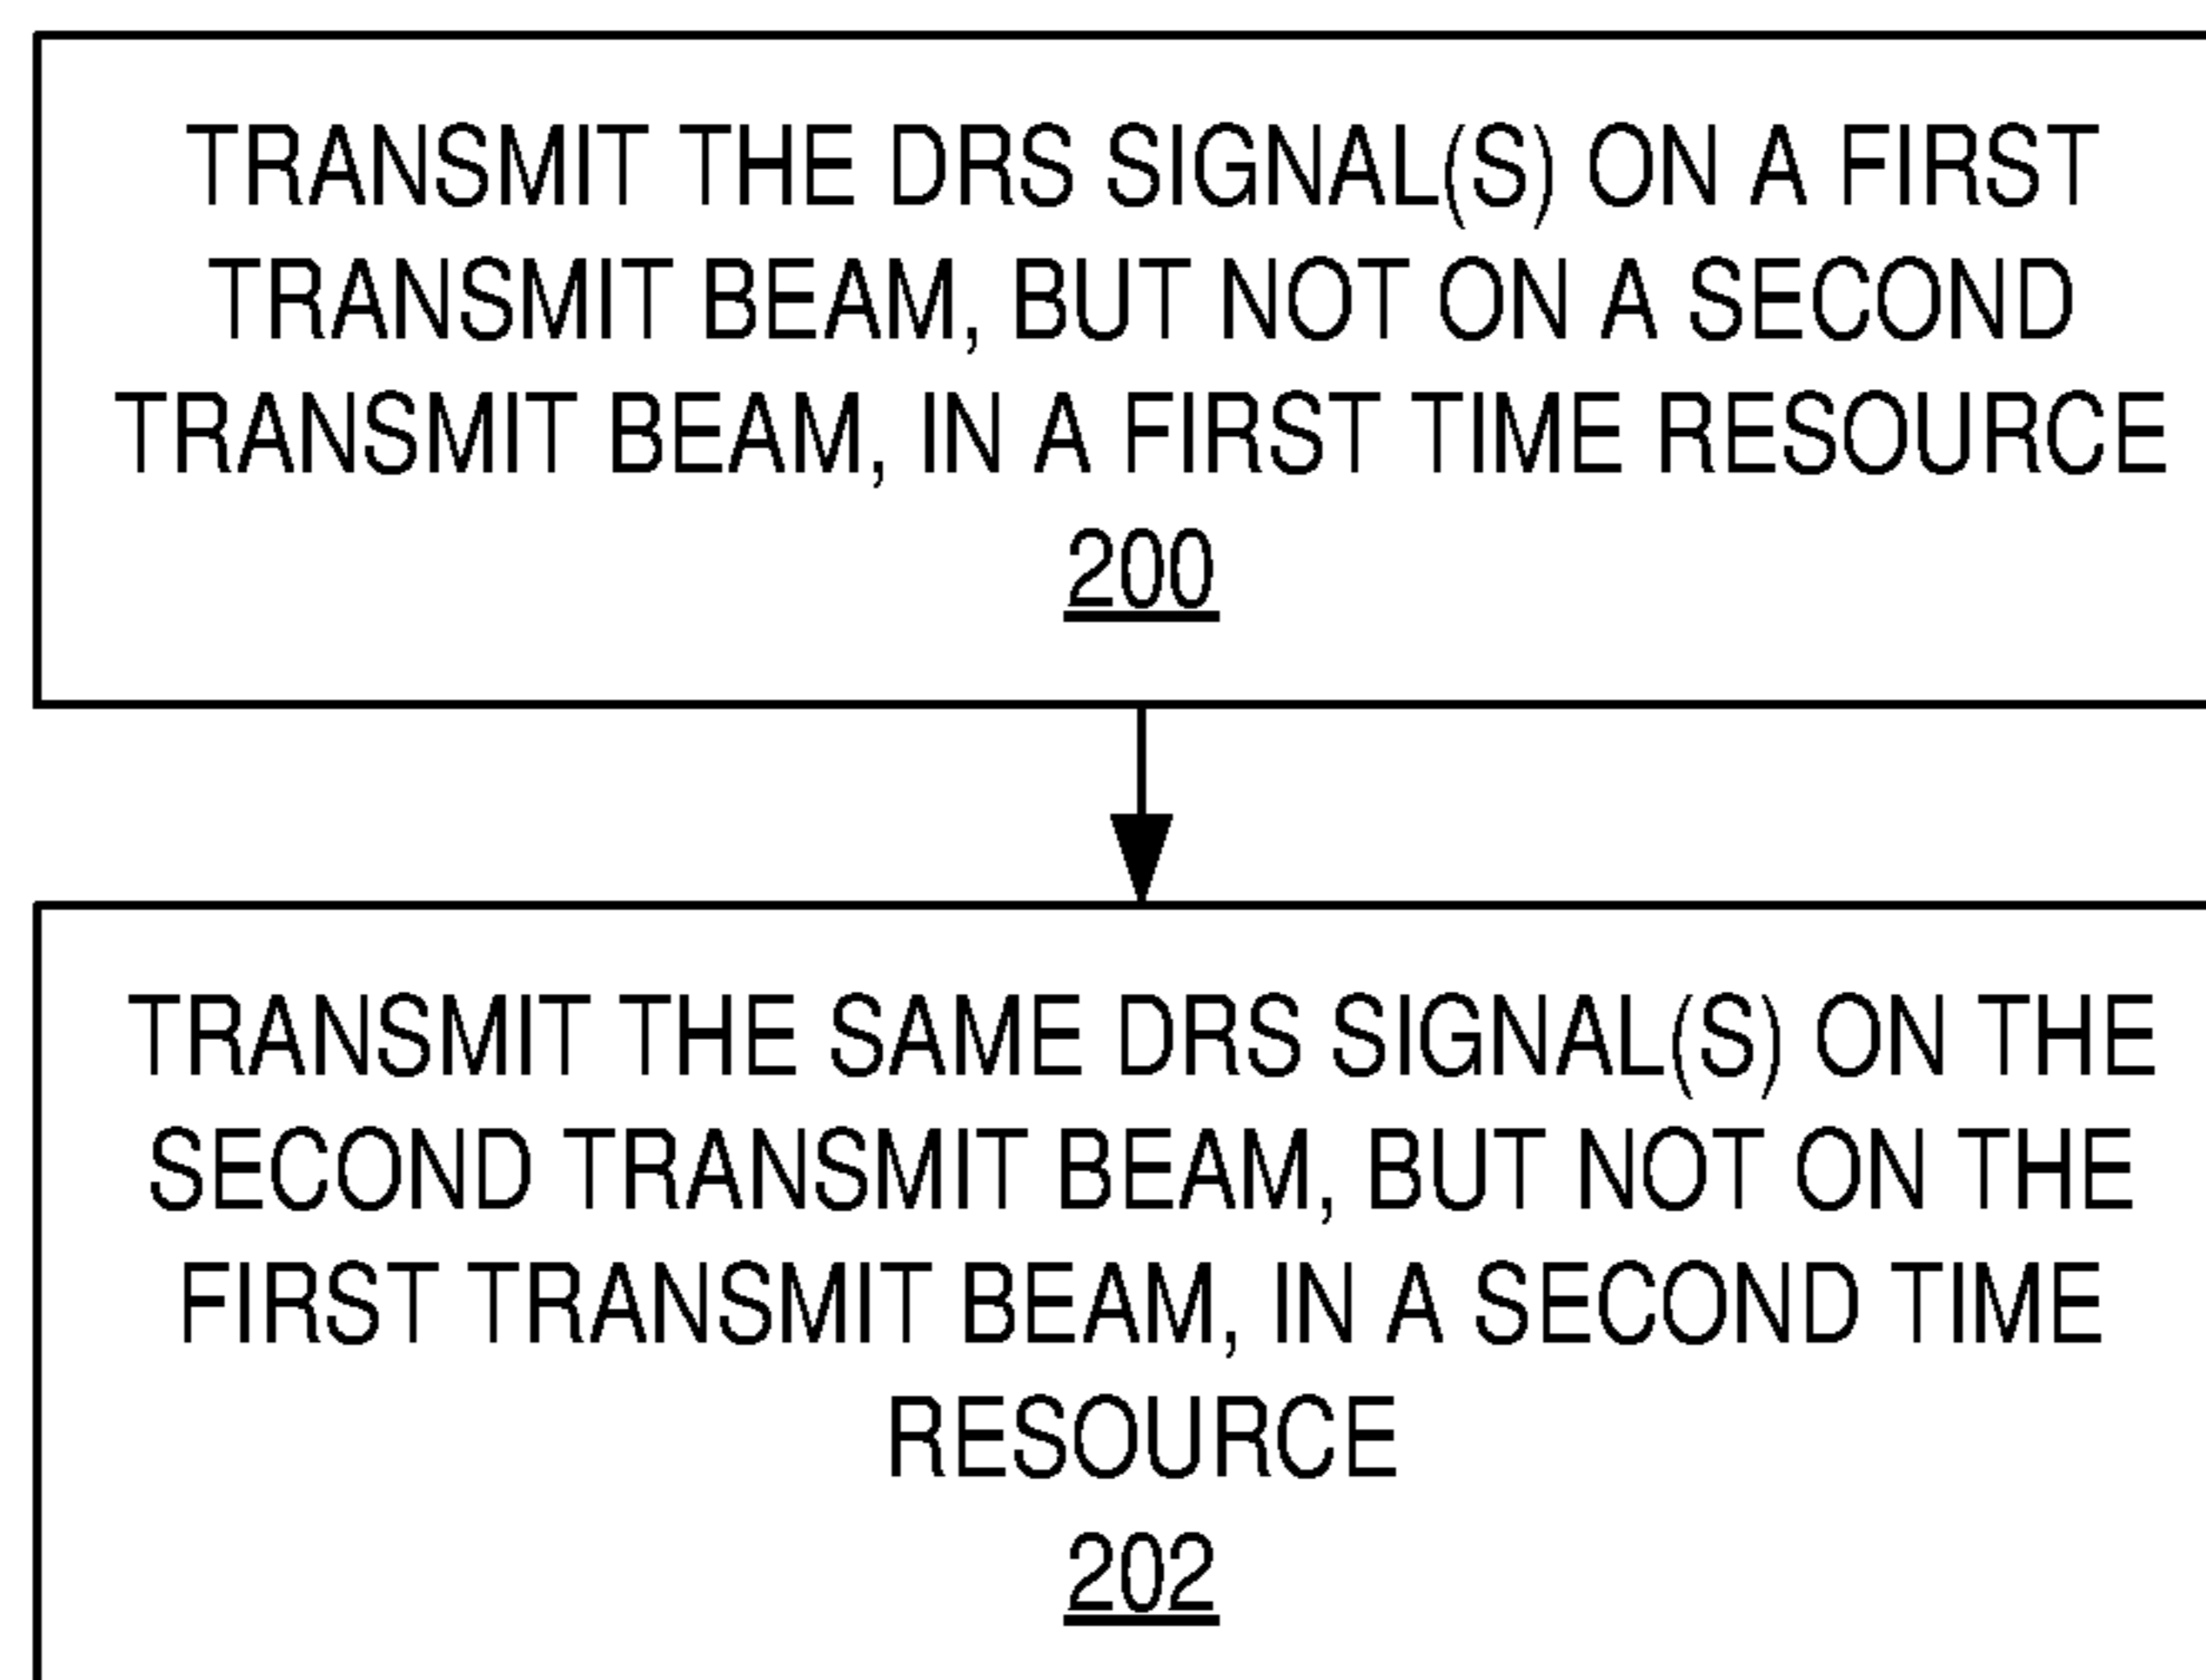 TRANSMIT THE DRS SIGNAL(S) ON A FIRST
TRANSMIT BEAM, BUT NOT ON A SECOND
TRANSMIT BEAM, IN A FIRST TIME RESOURCE
200
TRANSMIT THE SAME DRS SIGNAL(S) ON THE
SECOND TRANSMIT BEAM, BUT NOT ON THE
FIRST TRANSMIT BEAM, IN A SECOND TIME
RESOURCE
202